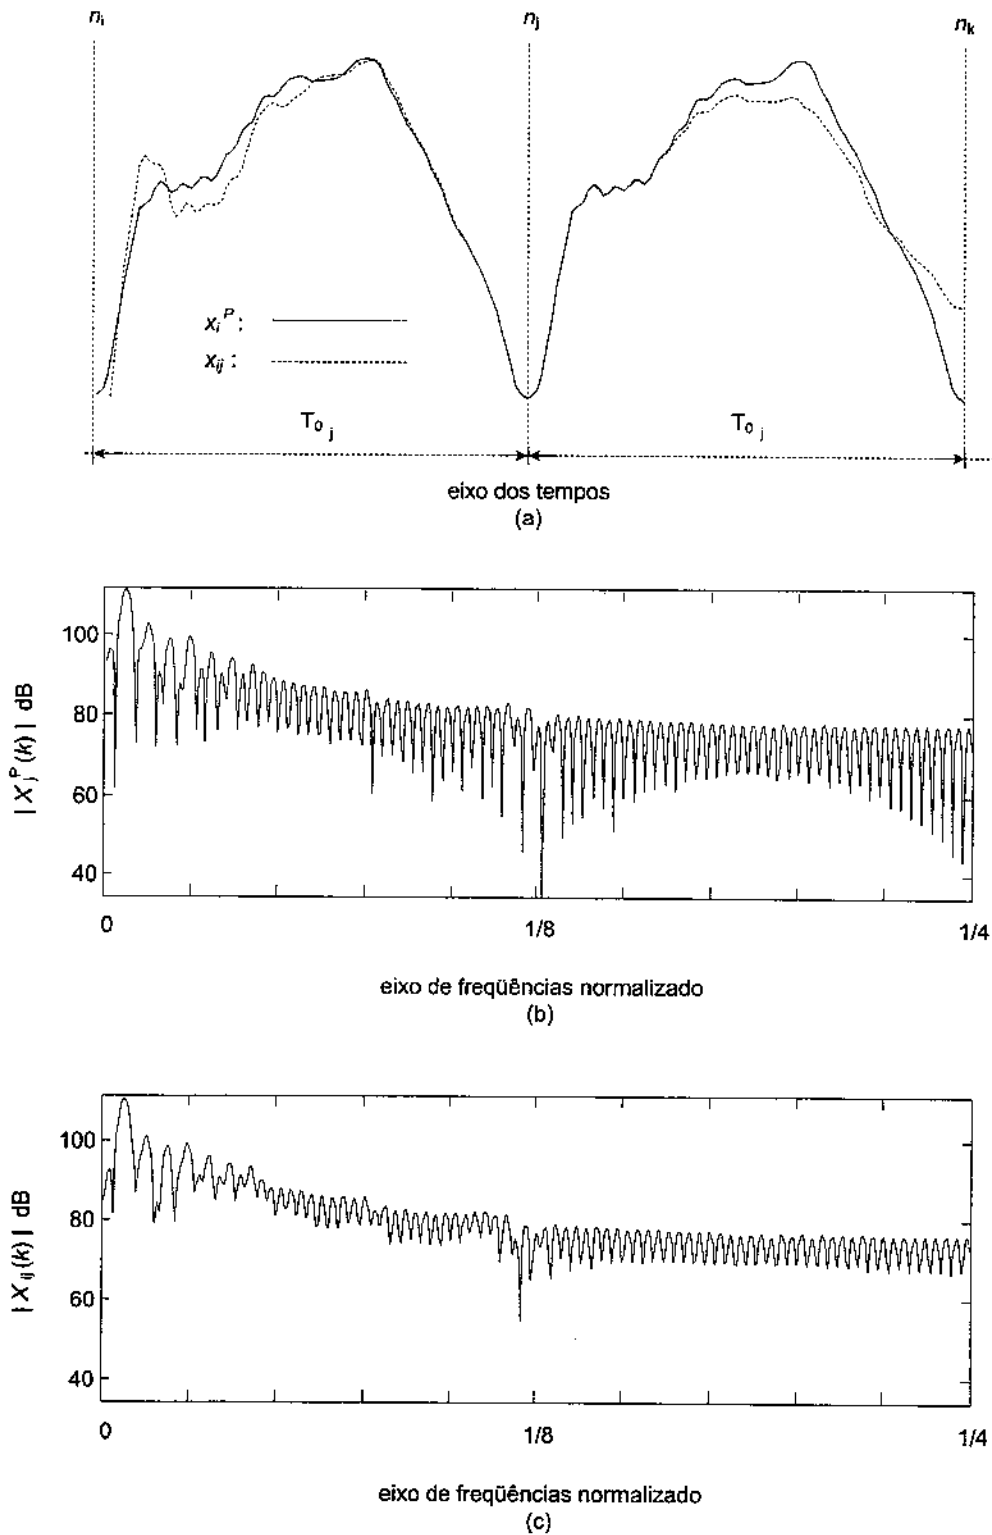 n_i n_j n_k
x_i^P :
x_ij :
T_0 j T_0 j
eixo dos tempos
(a)
| X_j^P (k) | dB
100
80
60
40
0 1/8 1/4
eixo de freqüências normalizado
(b)
| X_ij (k) | dB
100
80
60
40
0 1/8 1/4
eixo de freqüências normalizado
(c)